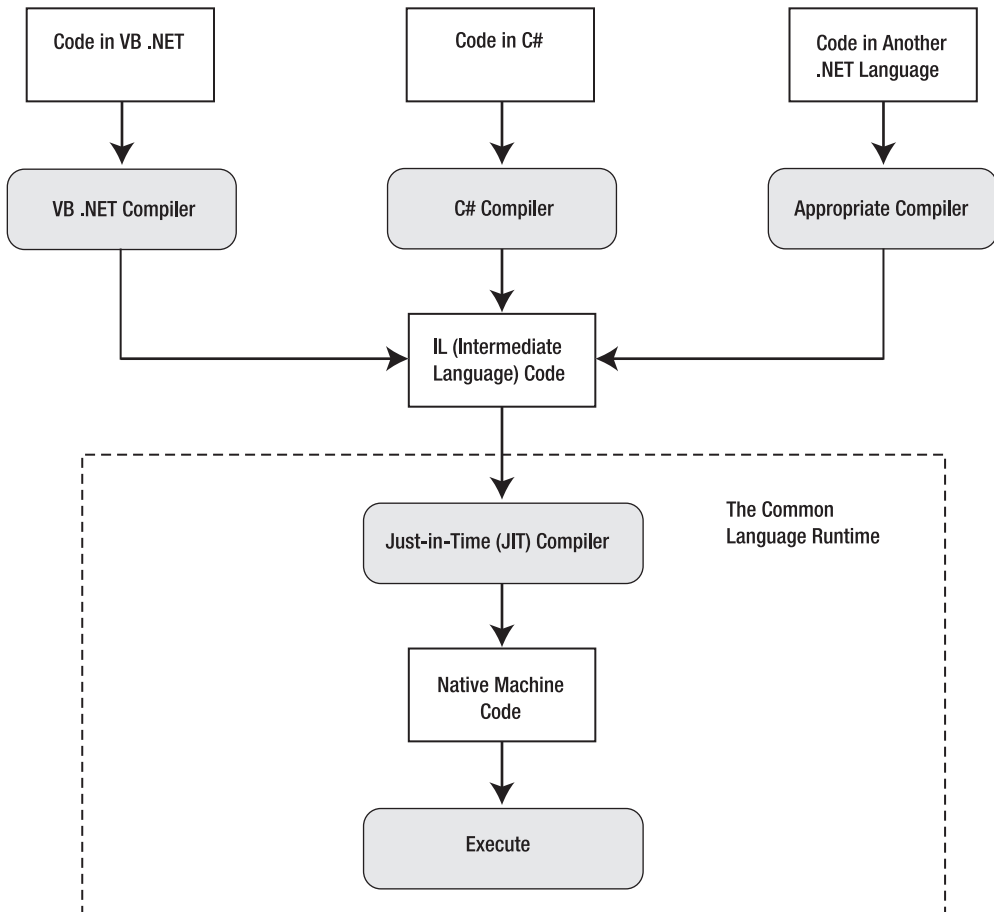 Code in VB .NET
Code in C#
Code in Another
.NET Language
VB .NET Compiler
C# Compiler
Appropriate Compiler
IL (Intermediate
Language) Code
The Common
Language Runtime
Just-in-Time (JIT) Compiler
Native Machine
Code
Execute